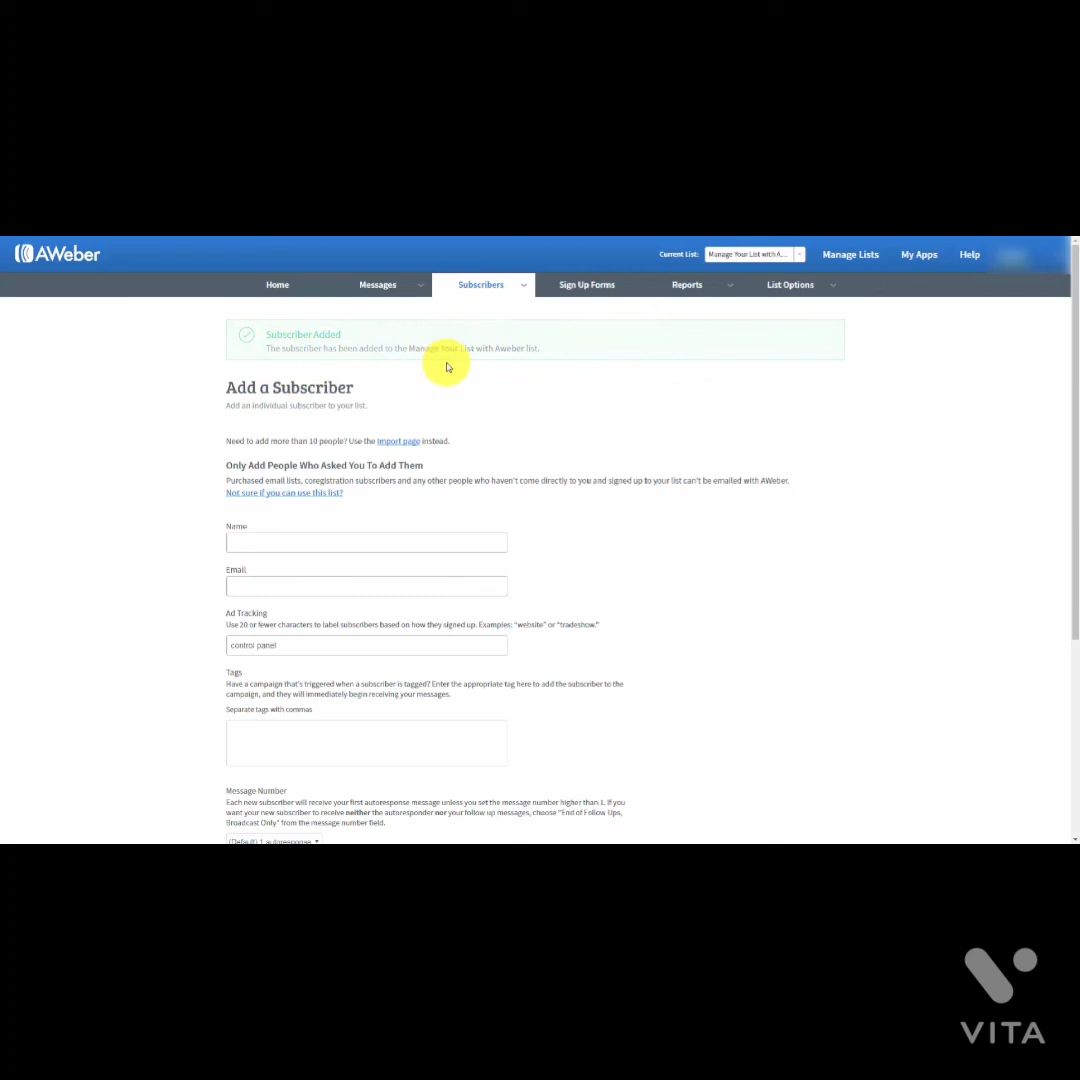 AWeber
Current List: Manage Your List with A... Manage Lists My Apps Help
Home Messages Subscribers Sign Up Forms Reports List Options
Subscriber Added
The subscriber has been added to the Manage Your List with Aweber list.
Add a Subscriber
Add an individual subscriber to your list.
Need to add more than 10 people? Use the Import page instead.
Only Add People Who Asked You To Add Them
Purchased email lists, coregistration subscribers and any other people who haven't come directly to you and signed up to your list can't be emailed with AWeber.
Not sure if you can use this list?
Name
Email
Ad Tracking
Use 20 or fewer characters to label subscribers based on how they signed up. Examples: "website" or "tradeshow."
control panel
Tags
Have a campaign that's triggered when a subscriber is tagged? Enter the appropriate tag here to add the subscriber to the
campaign, and they will immediately begin receiving your messages.
Separate tags with commas
Message Number
Each new subscriber will receive your first autoresponse message unless you set the message number higher than 1. If you
want your new subscriber to receive neither the autoresponder nor your follow up messages, choose "End of Follow Ups,
Broadcast Only" from the message number field.
(Default) 1 autoresponse
VITA